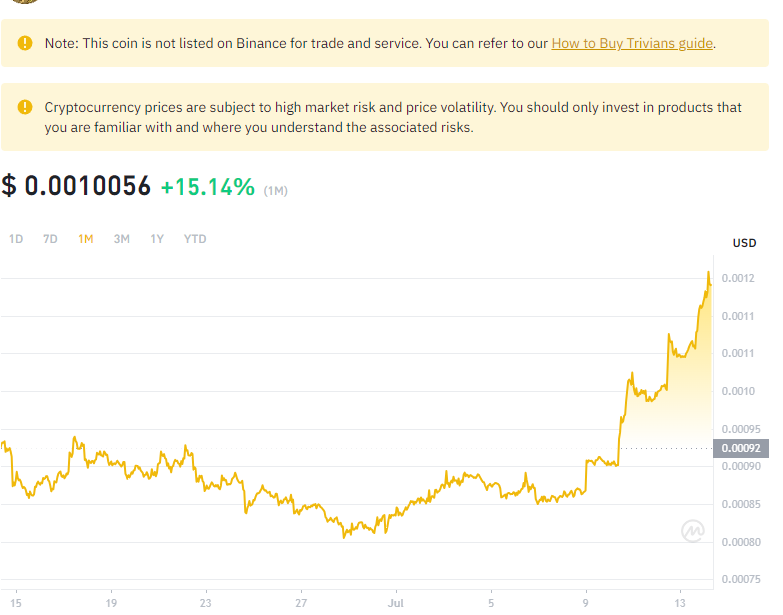 Note: This coin is not listed on Binance for trade and service. You can refer to our How to Buy Trivians guide.
Cryptocurrency prices are subject to high market risk and price volatility. You should only invest in products that
you are familiar with and where you understand the associated risks.
$ 0.0010056 +15.14% (1M)
1D 7D 1M 3M 1Y YTD
USD
0.0012
0.0011
0.0011
0.0010
0.00095
0.00092
0.00090
0.00085
0.00080
0.00075
15 19 23 27 Jul 5 9 13